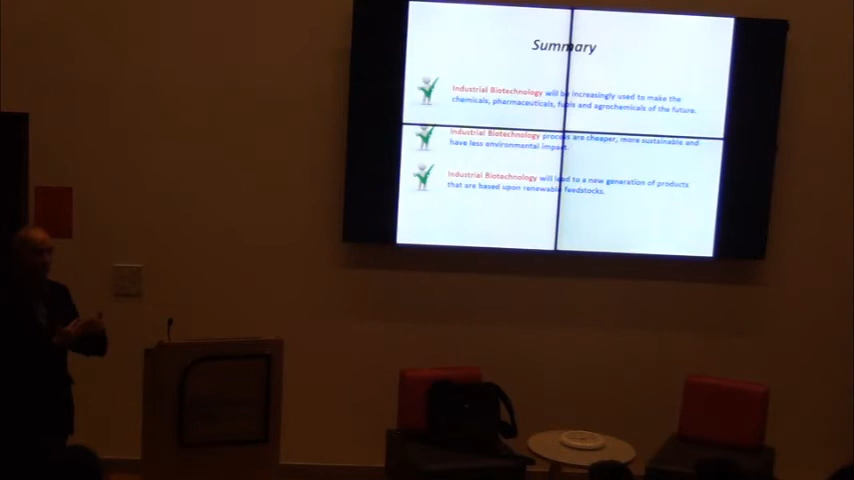 Summary
Industrial Biotechnology will be increasingly used to make the
chemicals, pharmaceuticals, fuels and agrochemicals of the future.
Industrial Biotechnology process are cheaper, more sustainable and
have less environmental impact.
Industrial Biotechnology will lead to a new generation of products
that are based upon renewable feedstocks.